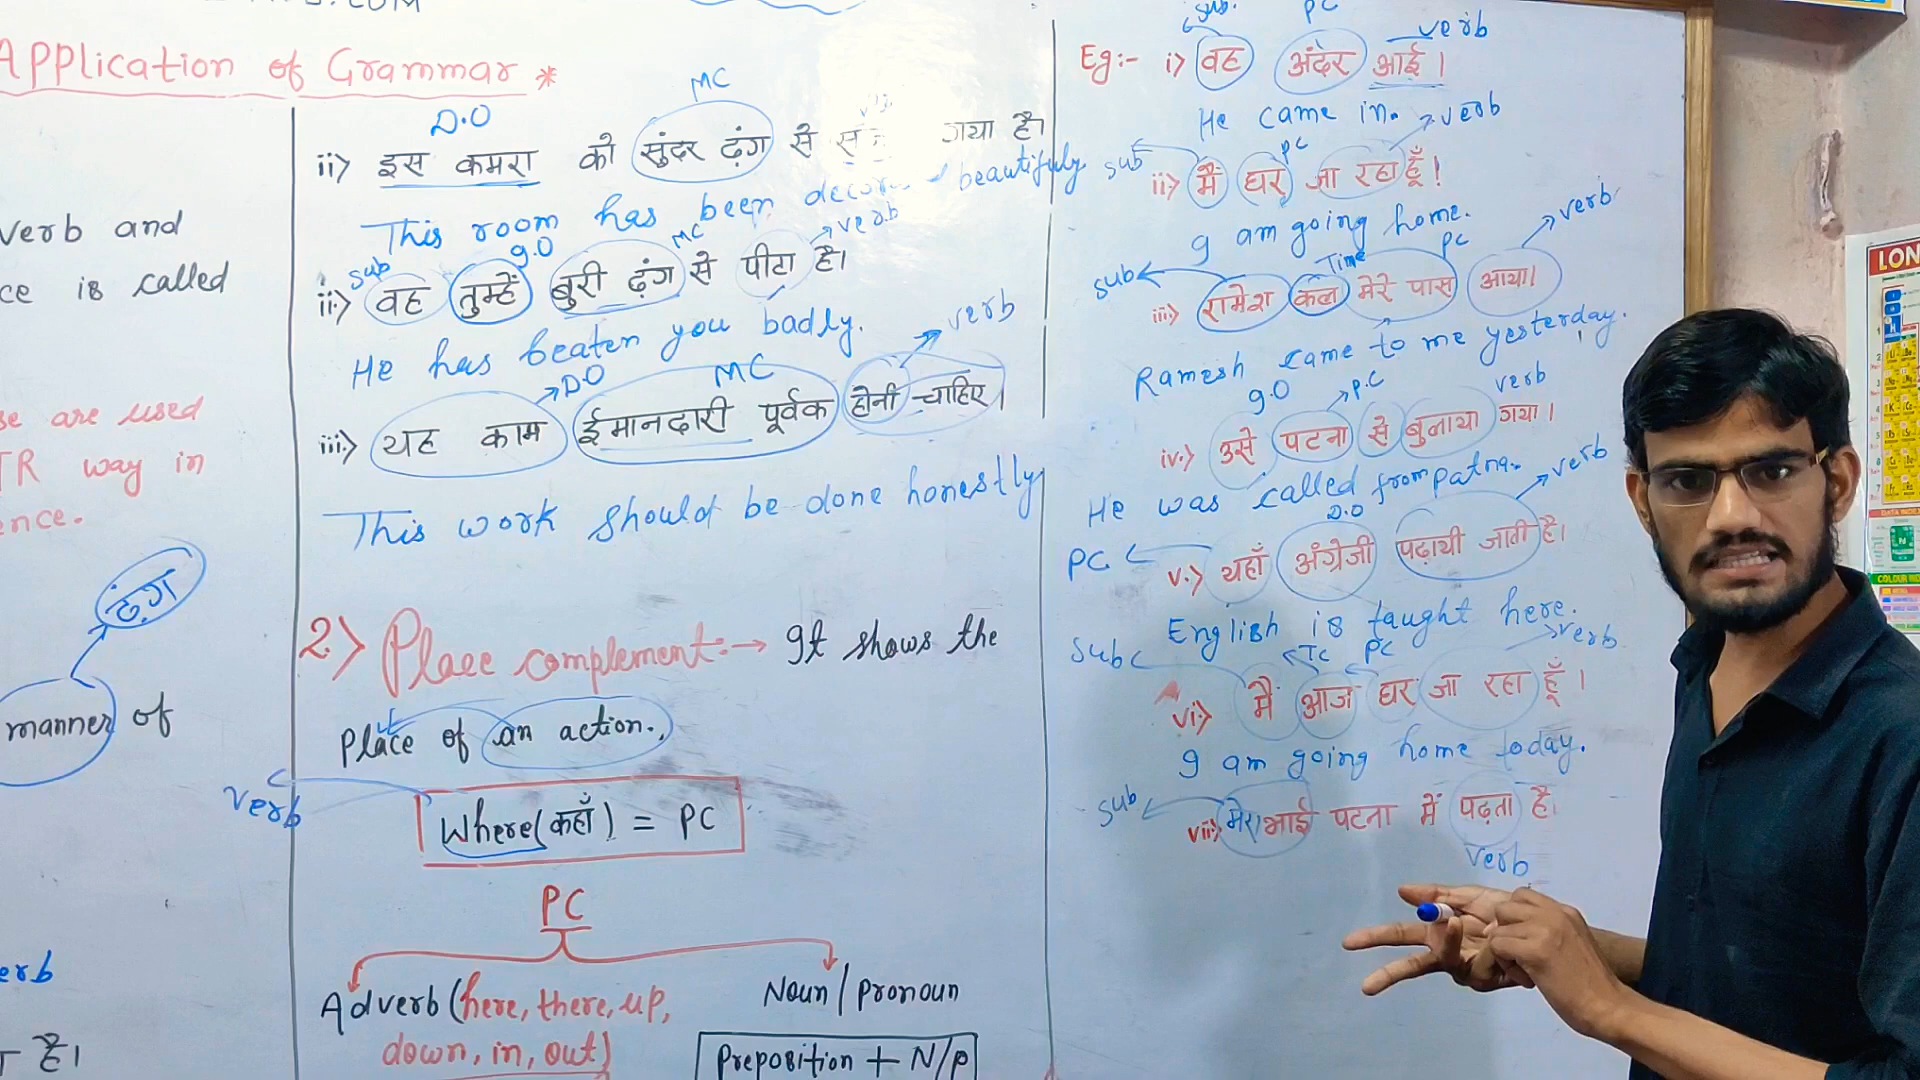 .COM
Application of Grammar *
verb and
ce is called
se are used
TR way in
ence.
ढ़ंग
manner of
verb
erb
है।
D.O
MC
ii) इस कमरा को सुंदर ढ़ंग से गया है।
This room has been beautifully
sub
I.O
MC
verb
ii) वह तुम्हें बुरी ढ़ंग से पीटा है।
He has beaten you badly.
D.O
MC
verb
iii) यह काम ईमानदारी पूर्वक होनी चाहिए।
This work should be done honestly
2.) Place complement:→ It shows the
Place of an action.
Where (कहाँ) = PC
PC
Adverb (here, there, up,
down, in, out)
Noun / pronoun
Preposition + N/P
sub.
PC
verb
Eg:- i) वह अंदर आई।
He came in.
verb
sub
PC
ii) मैं घर जा रहा हूँ!
I am going home.
sub
Time
PC
verb
iii) रामेश कल मेरे पास आया।
Ramesh came to me yesterday.
I.O
P.C
verb
iv.) उसे पटना से बुलाया गया।
He was called from patna.
D.O
verb
PC
v.) यहाँ अंग्रेजी पढ़ायी जाती है।
English is taught here.
Sub
TC
PC
verb
vi) मैं आज घर जा रहा हूँ।
I am going home today.
sub
vii) मेरा भाई पटना में पढ़ता है।
verb
LON
COLOUR